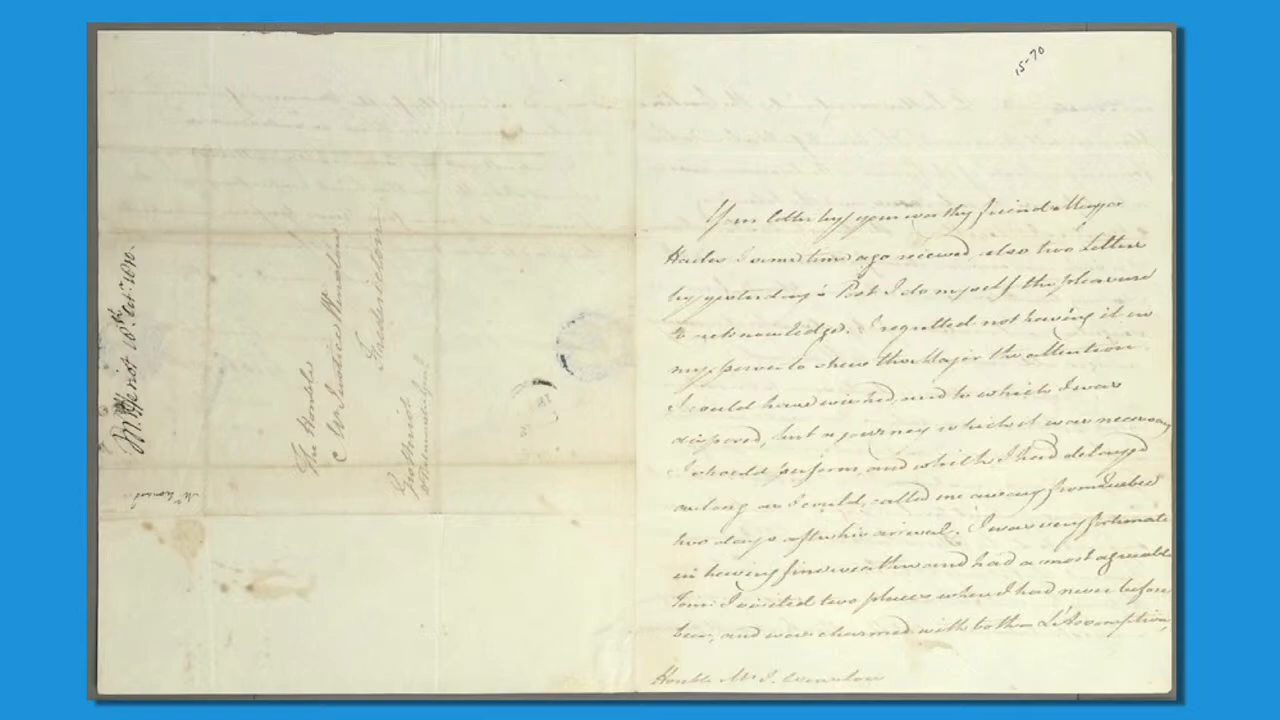 Mr. Heriot 10th Oct. 1810.
The Honble
Mr Justice Winslow
Fredericton
15-70
Your letter by your worthy friend Major
I sometime ago received, also two Letters
by yesterday's Post I do myself the pleasure
to acknowledge. I regretted not having it in
my power to shew the Major the attention
I could have wished, and to which I was
disposed, but a journey which it was necessary
I should perform, and which I had delayed
as long as I could, called me away from Quebec
two days after his arrival. I was very fortunate
in having fine weather and had a most agreeable
Tour: I visited two places where I had never before
been, and was charmed with both — L'Assomption,
Honble Mr J. Winslow